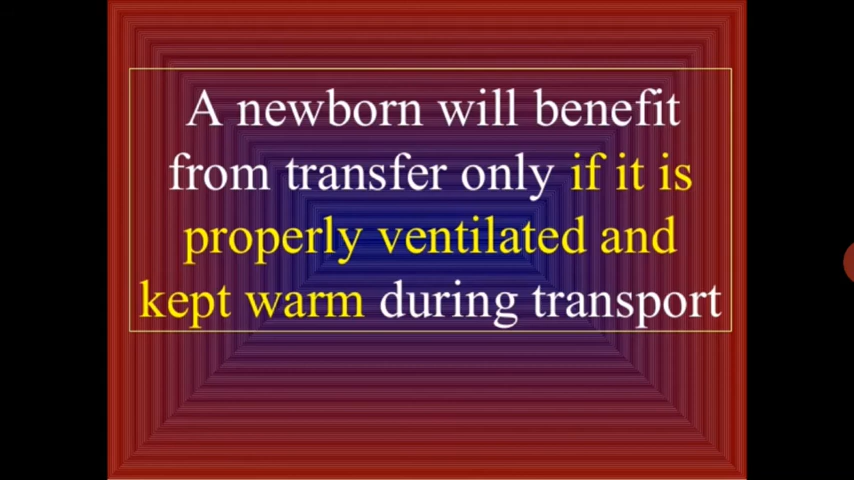 A newborn will benefit
from transfer only if it is
properly ventilated and
kept warm during transport